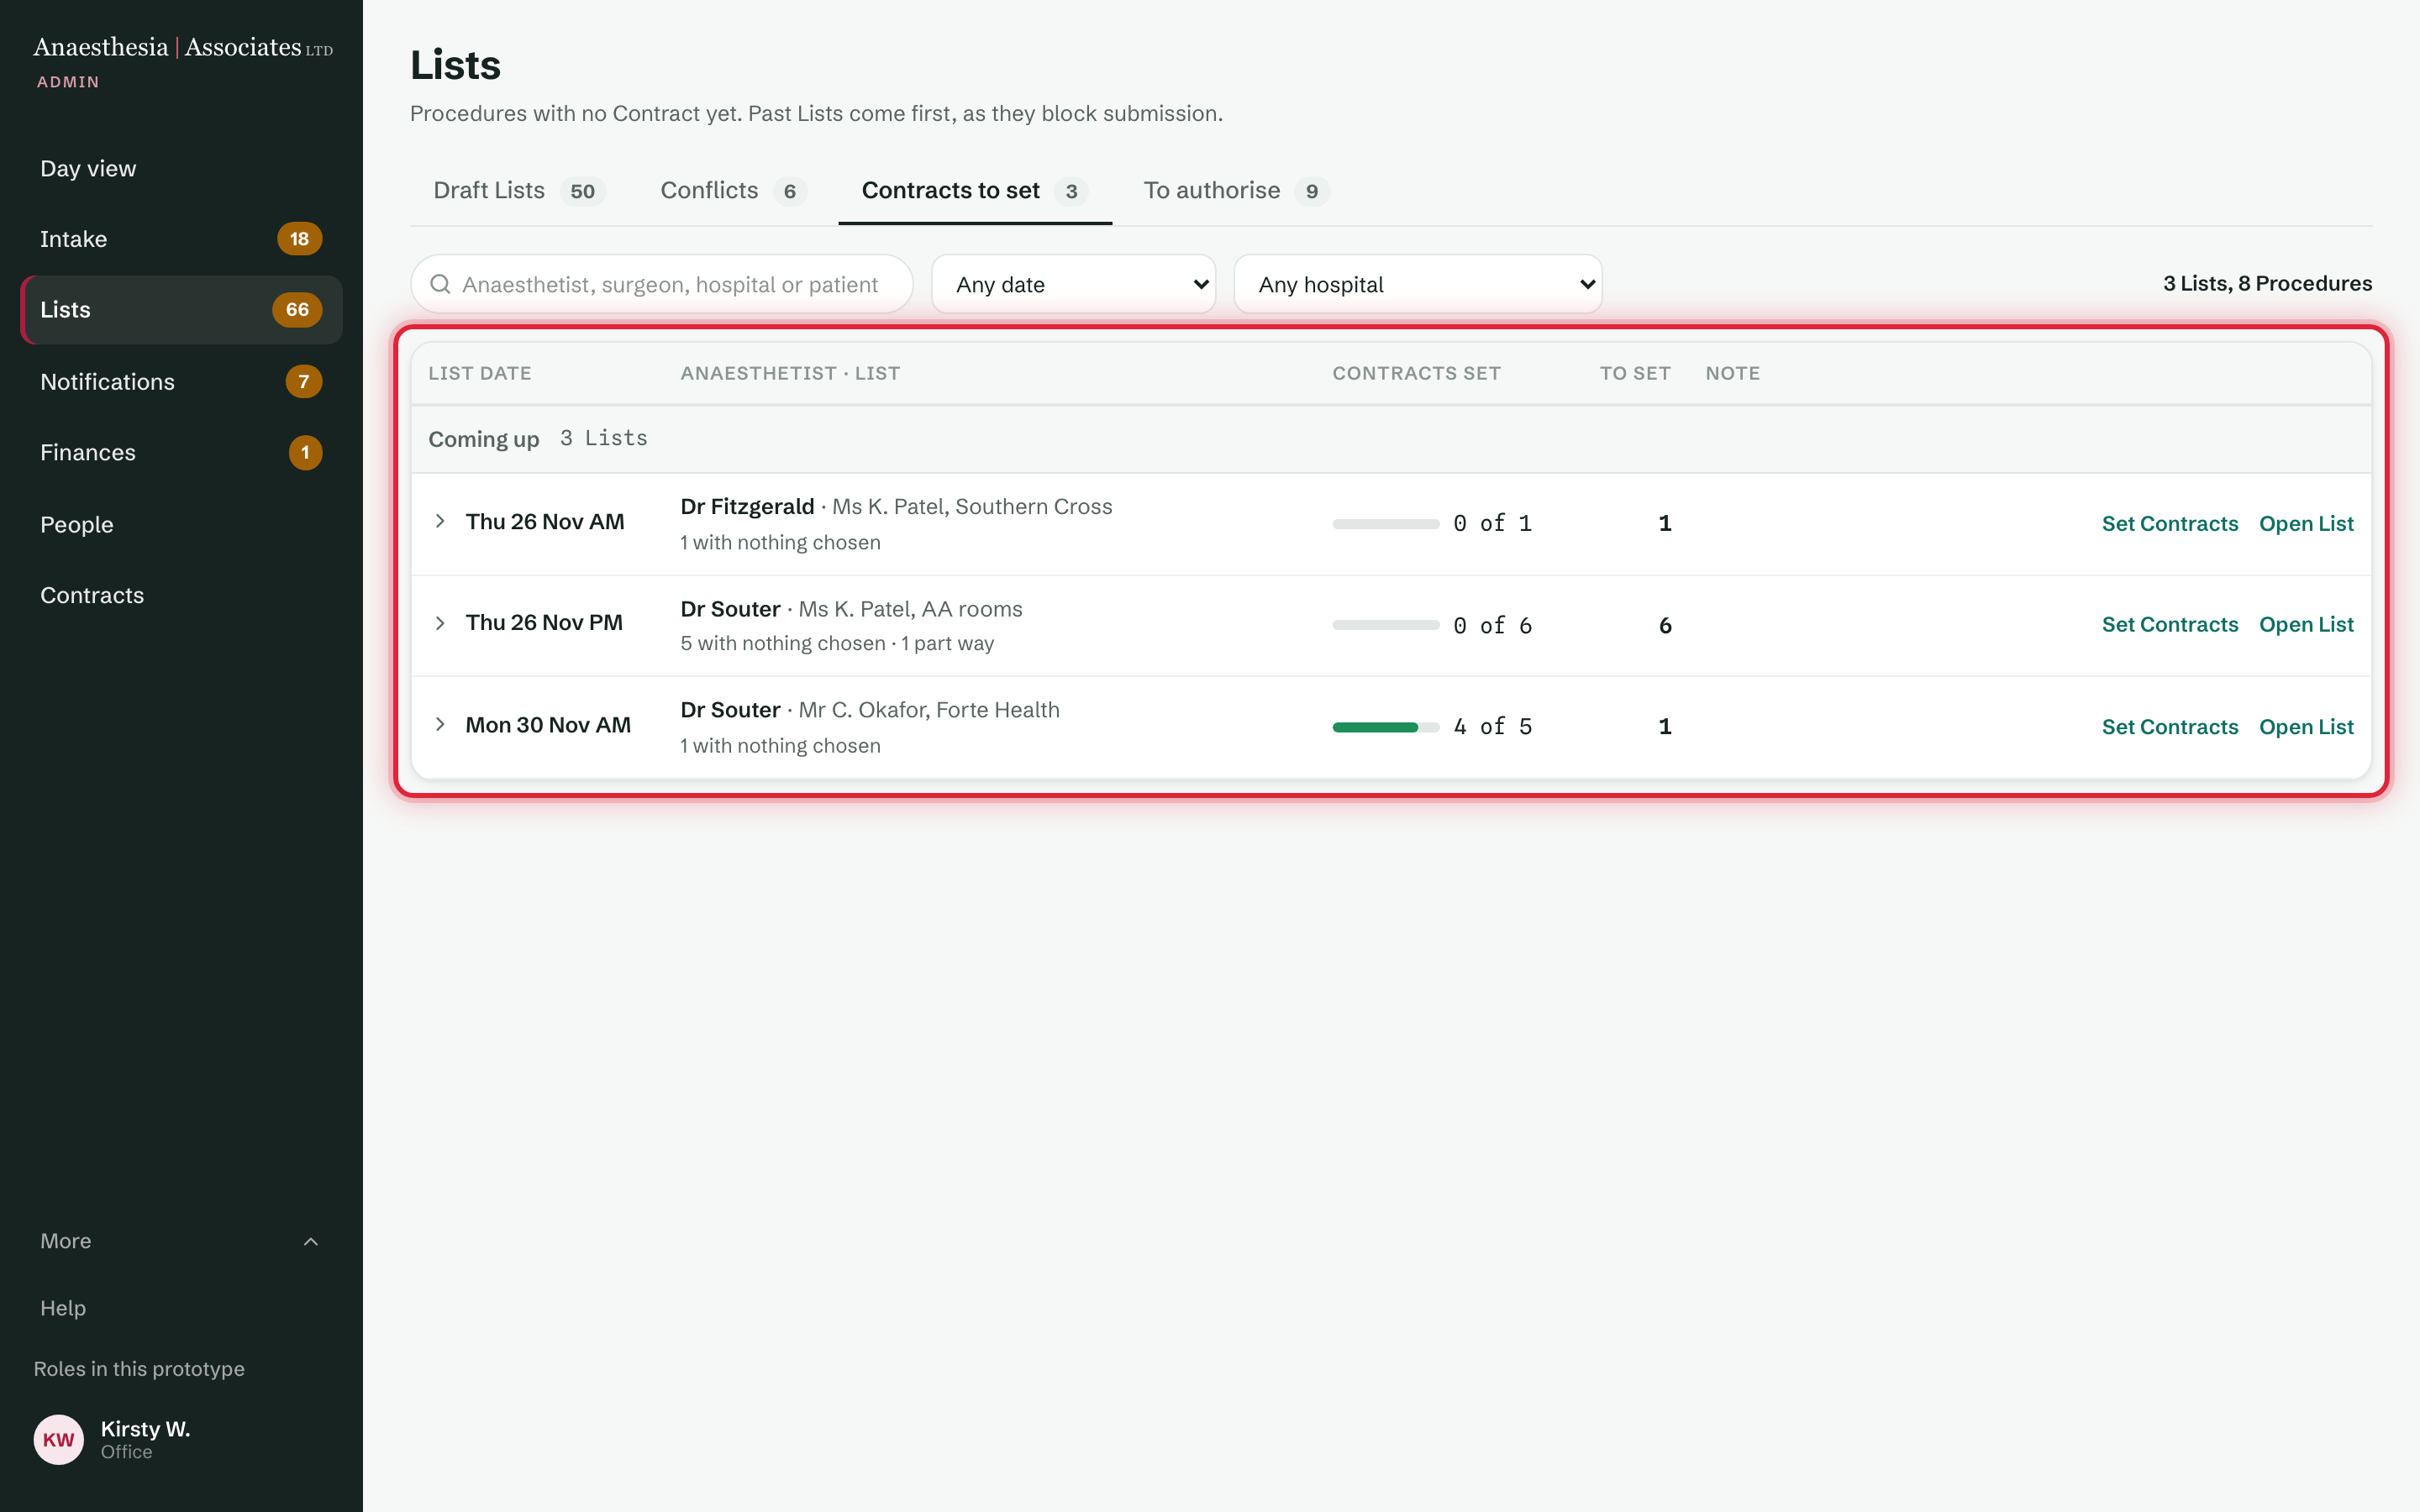 Anaesthesia | Associates LTD
ADMIN
Day view
Intake 18
Lists 66
Notifications 7
Finances 1
People
Contracts
More
Help
Roles in this prototype
KW Kirsty W.
Office
Lists
Procedures with no Contract yet. Past Lists come first, as they block submission.
Draft Lists 50 Conflicts 6 Contracts to set 3 To authorise 9
Anaesthetist, surgeon, hospital or patient Any date Any hospital 3 Lists, 8 Procedures
LIST DATE ANAESTHETIST · LIST CONTRACTS SET TO SET NOTE
Coming up 3 Lists
Thu 26 Nov AM Dr Fitzgerald · Ms K. Patel, Southern Cross 0 of 1 1 Set Contracts Open List
1 with nothing chosen
Thu 26 Nov PM Dr Souter · Ms K. Patel, AA rooms 0 of 6 6 Set Contracts Open List
5 with nothing chosen · 1 part way
Mon 30 Nov AM Dr Souter · Mr C. Okafor, Forte Health 4 of 5 1 Set Contracts Open List
1 with nothing chosen